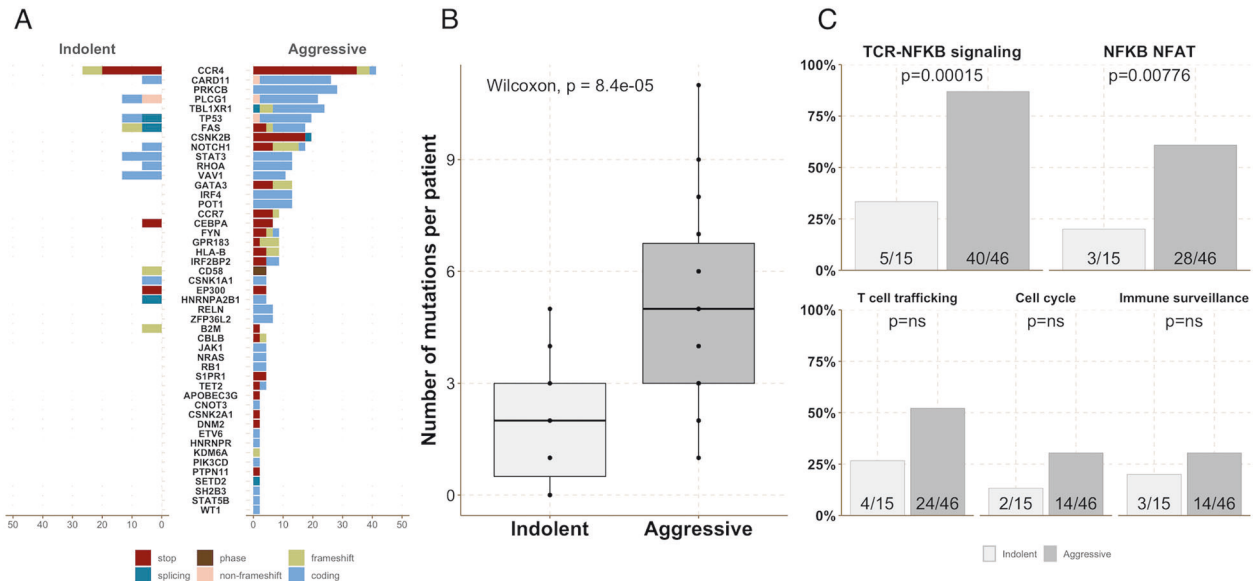 A
Indolent
Aggressive
CCR4
CARD11
PRKCB
PLCG1
TBL1XR1
TP53
FAS
CSNK2B
NOTCH1
STAT3
RHOA
VAV1
GATA3
IRF4
POT1
CCR7
CEBPA
FYN
GPR183
HLA-B
IRF2BP2
CD58
CSNK1A1
EP300
HNRNPA2B1
RELN
ZFP36L2
B2M
CBLB
JAK1
NRAS
RB1
S1PR1
TET2
APOBEC3G
CNOT3
CSNK2A1
DNM2
ETV6
HNRNPR
KDM6A
PIK3CD
PTPN11
SETD2
SH2B3
STAT5B
WT1
50 40 30 20 10 0 0 10 20 30 40 50
stop phase frameshift
splicing non-frameshift coding
B
Wilcoxon, p = 8.4e-05
Number of mutations per patient
9
6
3
0
Indolent Aggressive
C
TCR-NFKB signaling
p=0.00015
NFKB NFAT
p=0.00776
100%
75%
50%
25%
0%
5/15 40/46 3/15 28/46
T cell trafficking
p=ns
Cell cycle
p=ns
Immune surveillance
p=ns
100%
75%
50%
25%
0%
4/15 24/46 2/15 14/46 3/15 14/46
Indolent Aggressive